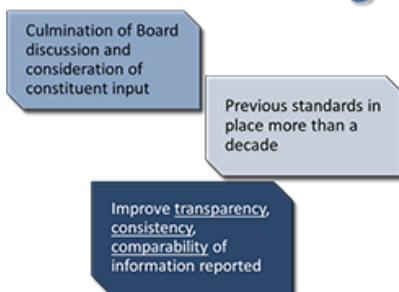 Culmination of Board
discussion and
consideration of
constituent input
Previous standards in
place more than a
decade
Improve transparency,
consistency,
comparability of
information reported